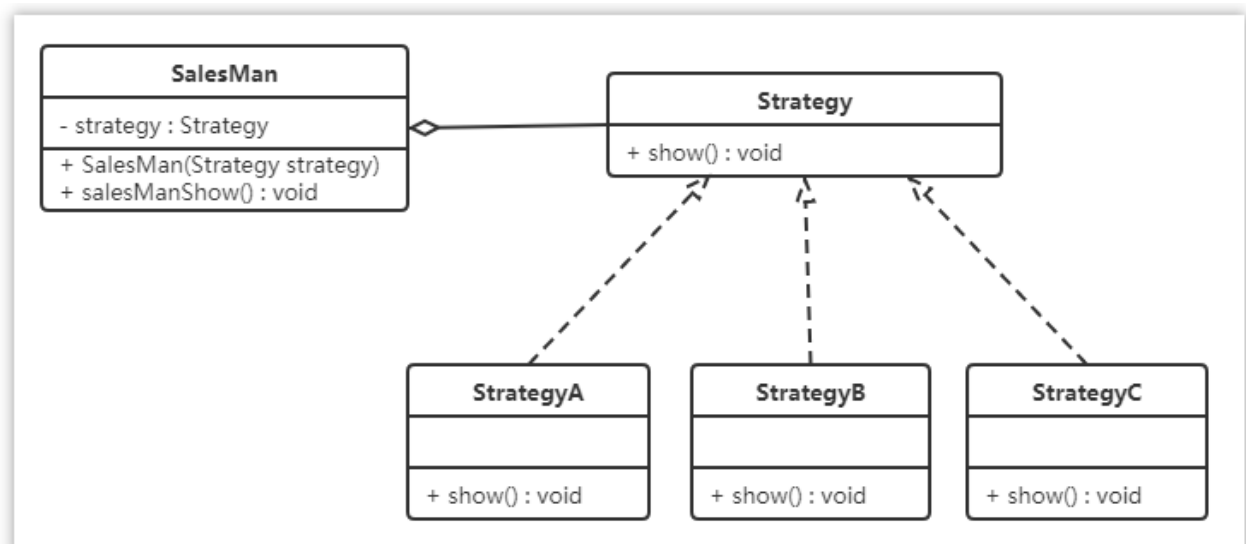 SalesMan
- strategy : Strategy
+ SalesMan(Strategy strategy)
+ salesManShow() : void
Strategy
+ show() : void
StrategyA
+ show() : void
StrategyB
+ show() : void
StrategyC
+ show() : void